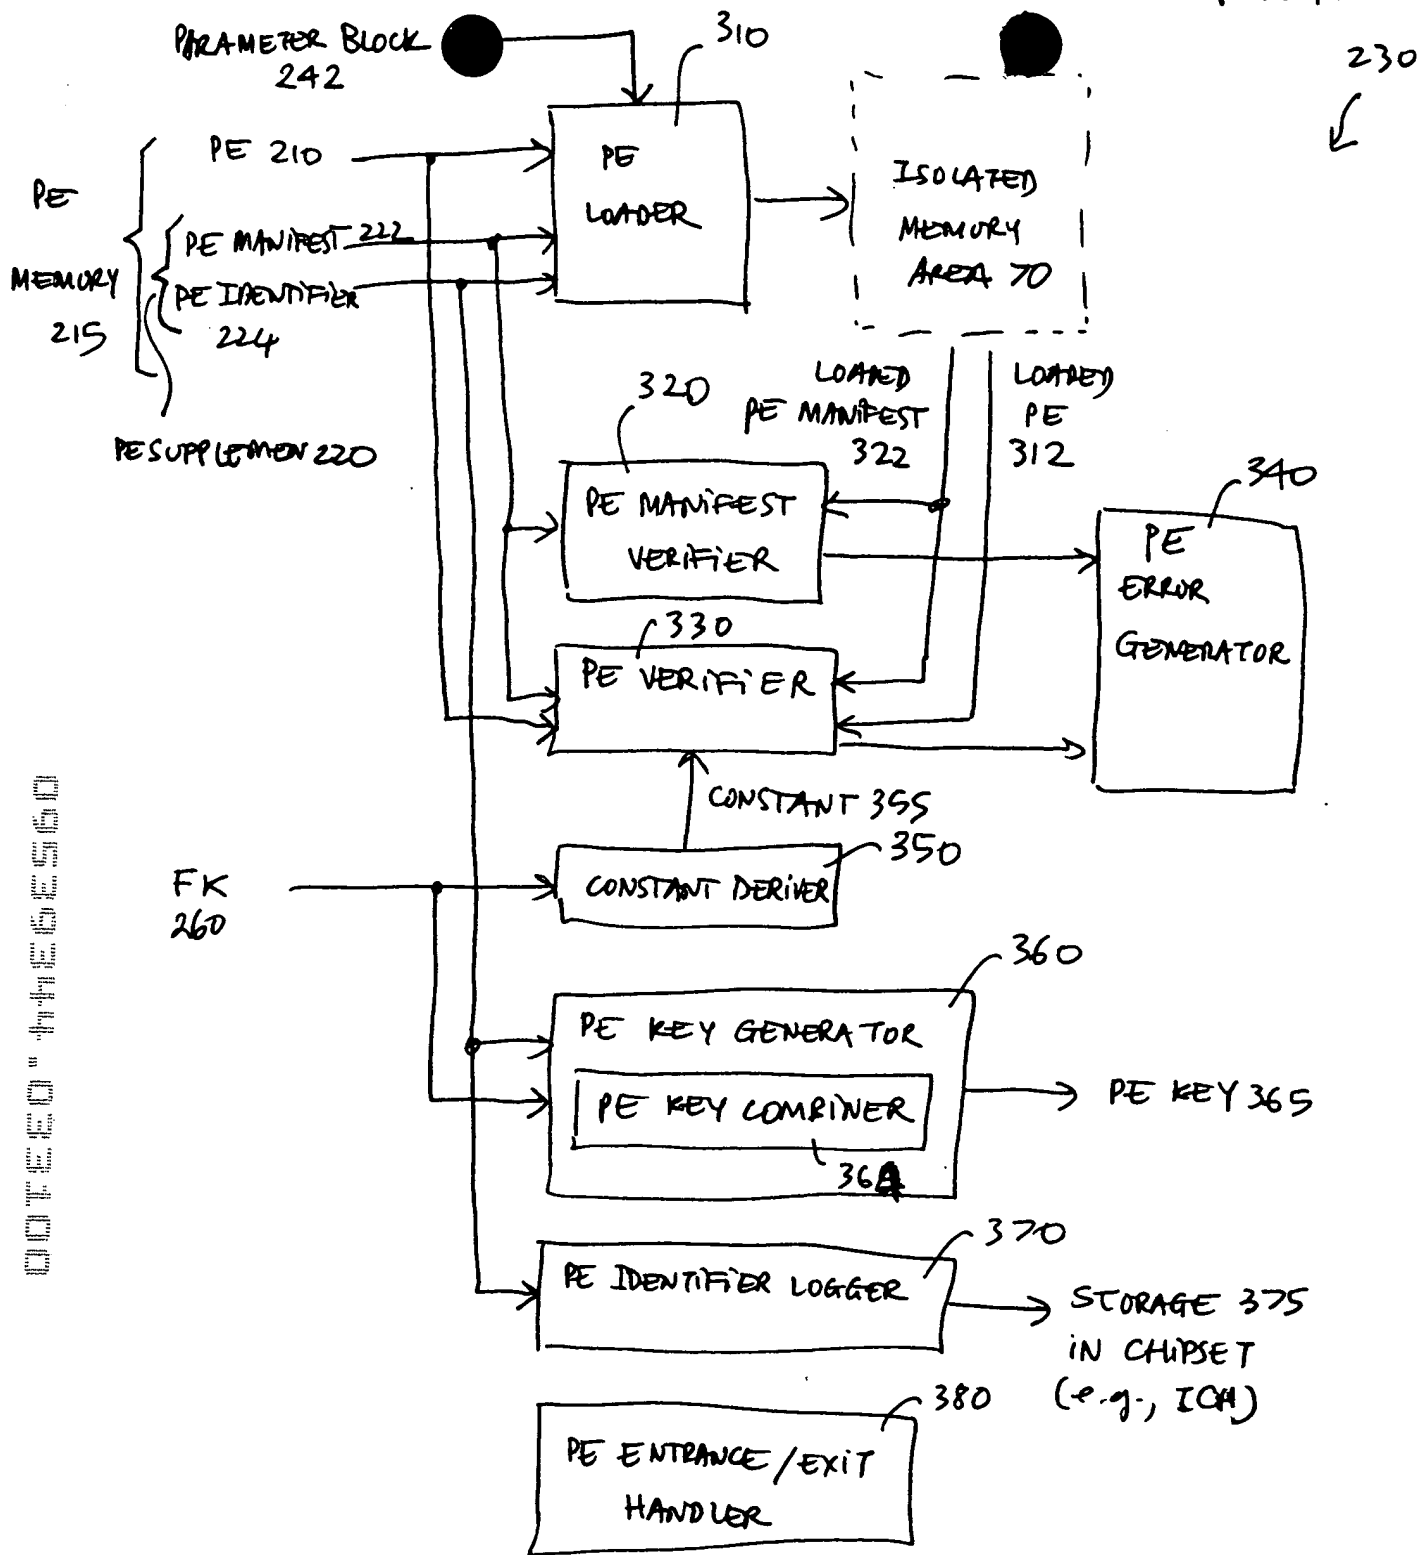 PARAMETER BLOCK
242
310
230
PE 210
PE
MEMORY
215
PE MANIFEST 222
PE IDENTIFIER
224
PE SUPPLEMEN 220
PE
LOADER
ISOLATED
MEMORY
AREA 70
LOADED
PE MANIFEST
322
LOADED
PE
312
320
PE MANIFEST
VERIFIER
340
PE
ERROR
GENERATOR
330
PE VERIFIER
CONSTANT 355
350
FK
260
CONSTANT DERIVER
360
PE KEY GENERATOR
PE KEY COMBINER
364
PE KEY 365
370
PE IDENTIFIER LOGGER
STORAGE 375
IN CHIPSET
(e.g., ICH)
380
PE ENTRANCE/EXIT
HANDLER